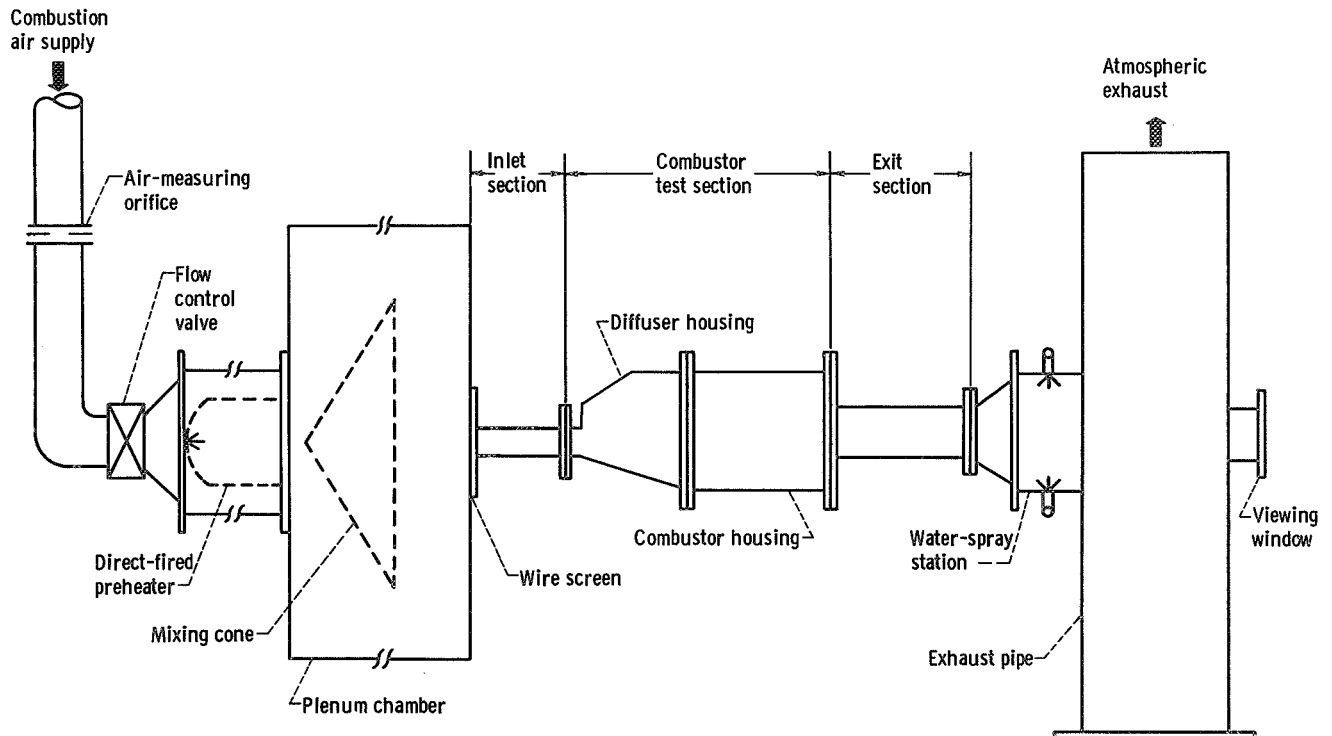 Combustion
air supply
Atmospheric
exhaust
Inlet
section
Combustor
test section
Exit
section
Air-measuring
orifice
Flow
control
valve
Diffuser housing
Direct-fired
preheater
Mixing cone
Wire screen
Combustor housing
Water-spray
station
Viewing
window
Exhaust pipe
Plenum chamber